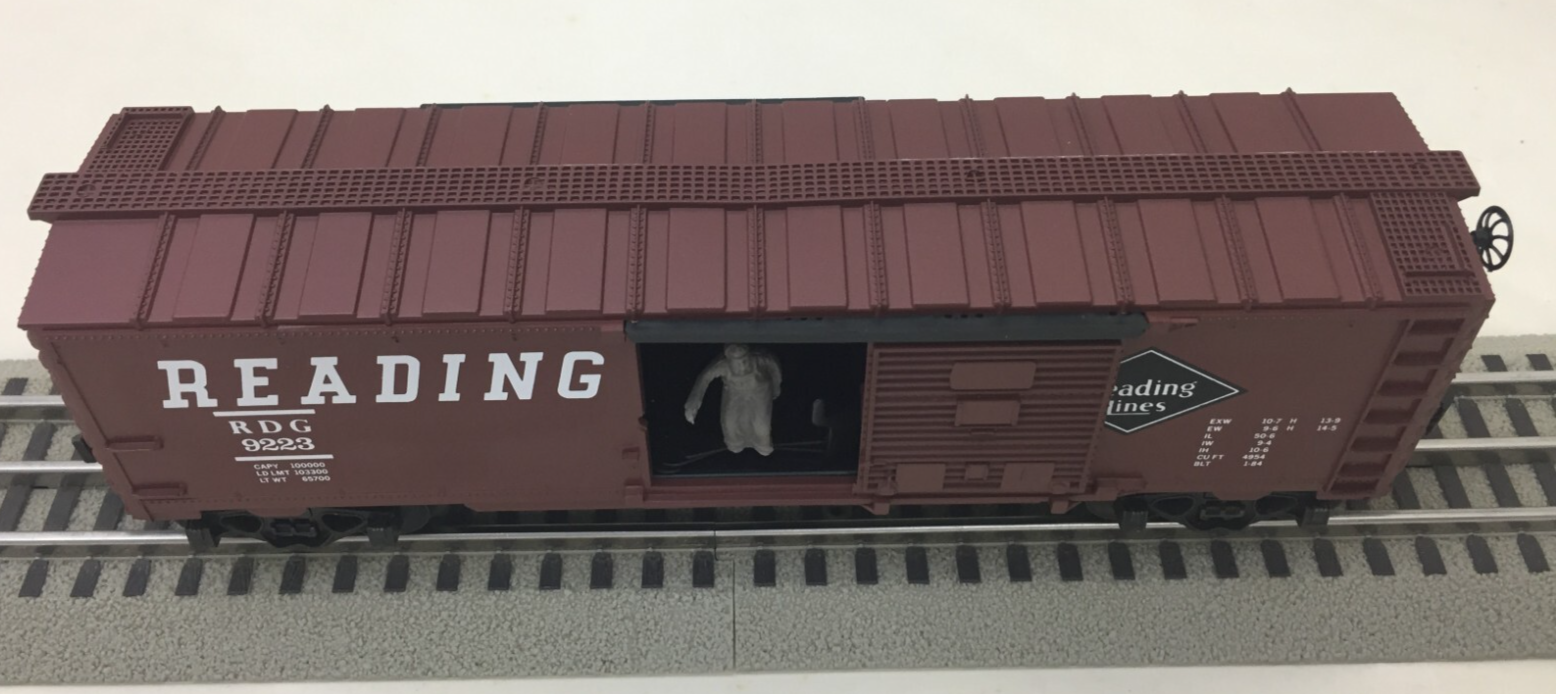 READING
RDG
9223
CAPY 100000
LD LMT 103300
LT WT 65700
eading
lines
EXW 10-7 H 13-9
EW 9-6 H 14-5
IL 50-6
IW 9-4
IH 10-6
CU FT 4954
BLT 1-84